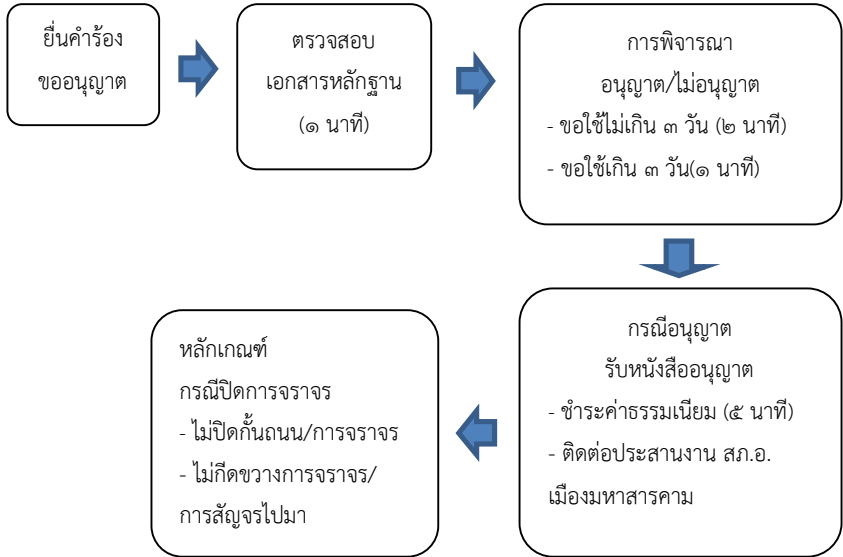 ยื่นคำร้อง
ขออนุญาต
ตรวจสอบ
เอกสารหลักฐาน
(๑ นาที)
การพิจารณา
อนุญาต/ไม่อนุญาต
- ขอใช้ไม่เกิน ๓ วัน (๒ นาที)
- ขอใช้เกิน ๓ วัน(๑ นาที)
กรณีอนุญาต
รับหนังสืออนุญาต
- ชำระค่าธรรมเนียม (๕ นาที)
- ติดต่อประสานงาน สภ.อ.
เมืองมหาสารคาม
หลักเกณฑ์
กรณีปิดการจราจร
- ไม่ปิดกั้นถนน/การจราจร
- ไม่กีดขวางการจราจร/
การสัญจรไปมา